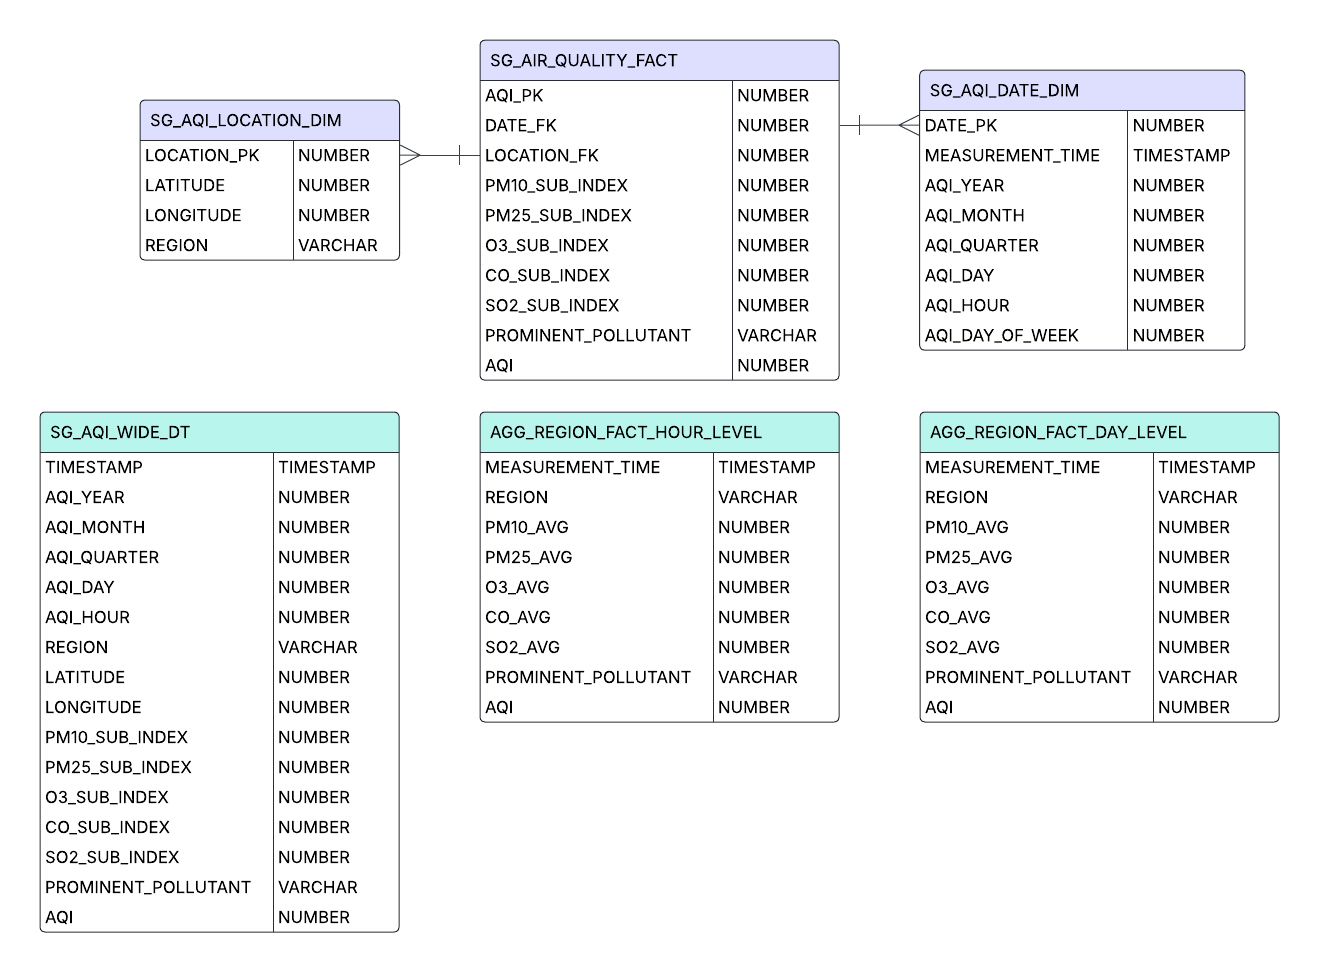 SG_AQI_LOCATION_DIM
LOCATION_PK NUMBER
LATITUDE NUMBER
LONGITUDE NUMBER
REGION VARCHAR
SG_AIR_QUALITY_FACT
AQI_PK NUMBER
DATE_FK NUMBER
LOCATION_FK NUMBER
PM10_SUB_INDEX NUMBER
PM25_SUB_INDEX NUMBER
O3_SUB_INDEX NUMBER
CO_SUB_INDEX NUMBER
SO2_SUB_INDEX NUMBER
PROMINENT_POLLUTANT VARCHAR
AQI NUMBER
SG_AQI_DATE_DIM
DATE_PK NUMBER
MEASUREMENT_TIME TIMESTAMP
AQI_YEAR NUMBER
AQI_MONTH NUMBER
AQI_QUARTER NUMBER
AQI_DAY NUMBER
AQI_HOUR NUMBER
AQI_DAY_OF_WEEK NUMBER
SG_AQI_WIDE_DT
TIMESTAMP TIMESTAMP
AQI_YEAR NUMBER
AQI_MONTH NUMBER
AQI_QUARTER NUMBER
AQI_DAY NUMBER
AQI_HOUR NUMBER
REGION VARCHAR
LATITUDE NUMBER
LONGITUDE NUMBER
PM10_SUB_INDEX NUMBER
PM25_SUB_INDEX NUMBER
O3_SUB_INDEX NUMBER
CO_SUB_INDEX NUMBER
SO2_SUB_INDEX NUMBER
PROMINENT_POLLUTANT VARCHAR
AQI NUMBER
AGG_REGION_FACT_HOUR_LEVEL
MEASUREMENT_TIME TIMESTAMP
REGION VARCHAR
PM10_AVG NUMBER
PM25_AVG NUMBER
O3_AVG NUMBER
CO_AVG NUMBER
SO2_AVG NUMBER
PROMINENT_POLLUTANT VARCHAR
AQI NUMBER
AGG_REGION_FACT_DAY_LEVEL
MEASUREMENT_TIME TIMESTAMP
REGION VARCHAR
PM10_AVG NUMBER
PM25_AVG NUMBER
O3_AVG NUMBER
CO_AVG NUMBER
SO2_AVG NUMBER
PROMINENT_POLLUTANT VARCHAR
AQI NUMBER